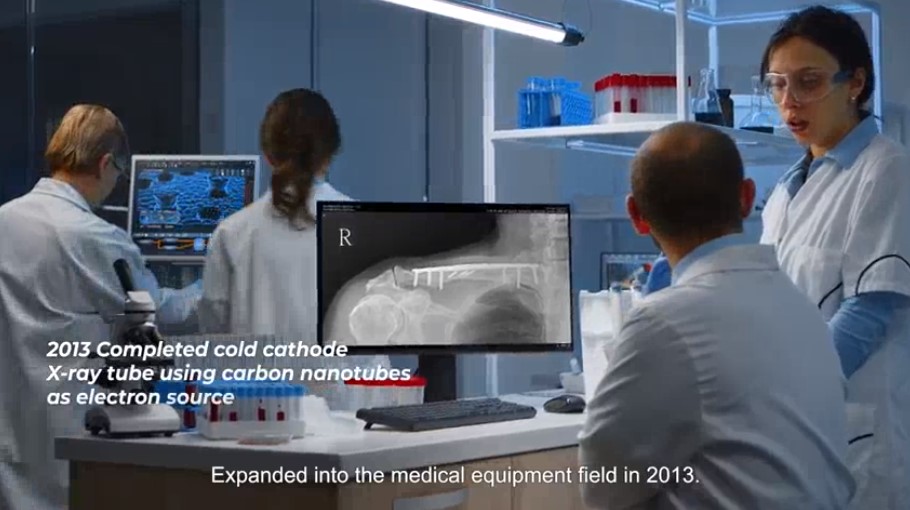 R
2013 Completed cold cathode
X-ray tube using carbon nanotubes
as electron source
Expanded into the medical equipment field in 2013.